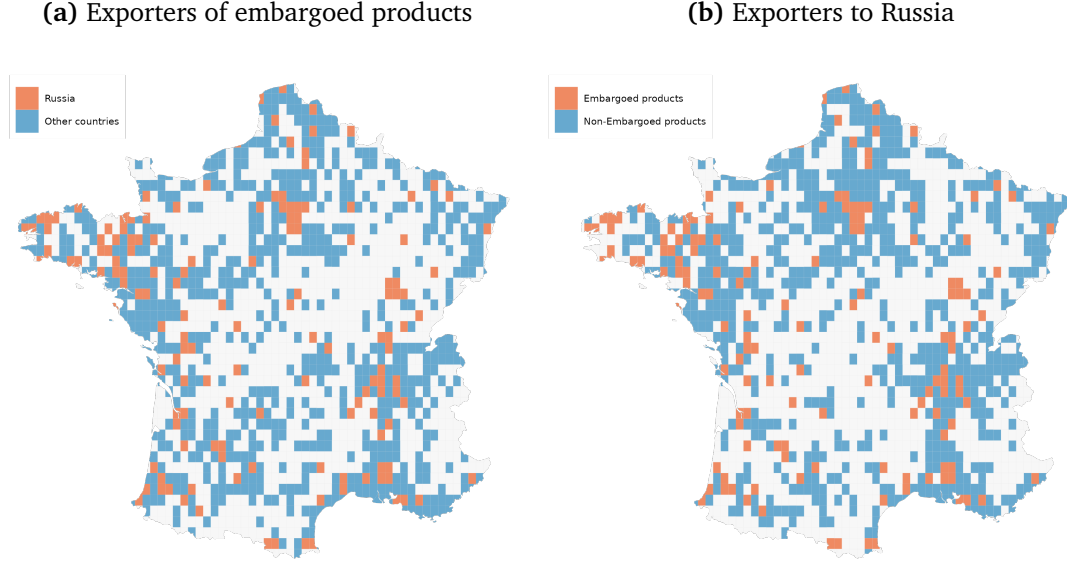 (a) Exporters of embargoed products
(b) Exporters to Russia
Russia
Other countries
Embargoed products
Non-Embargoed products